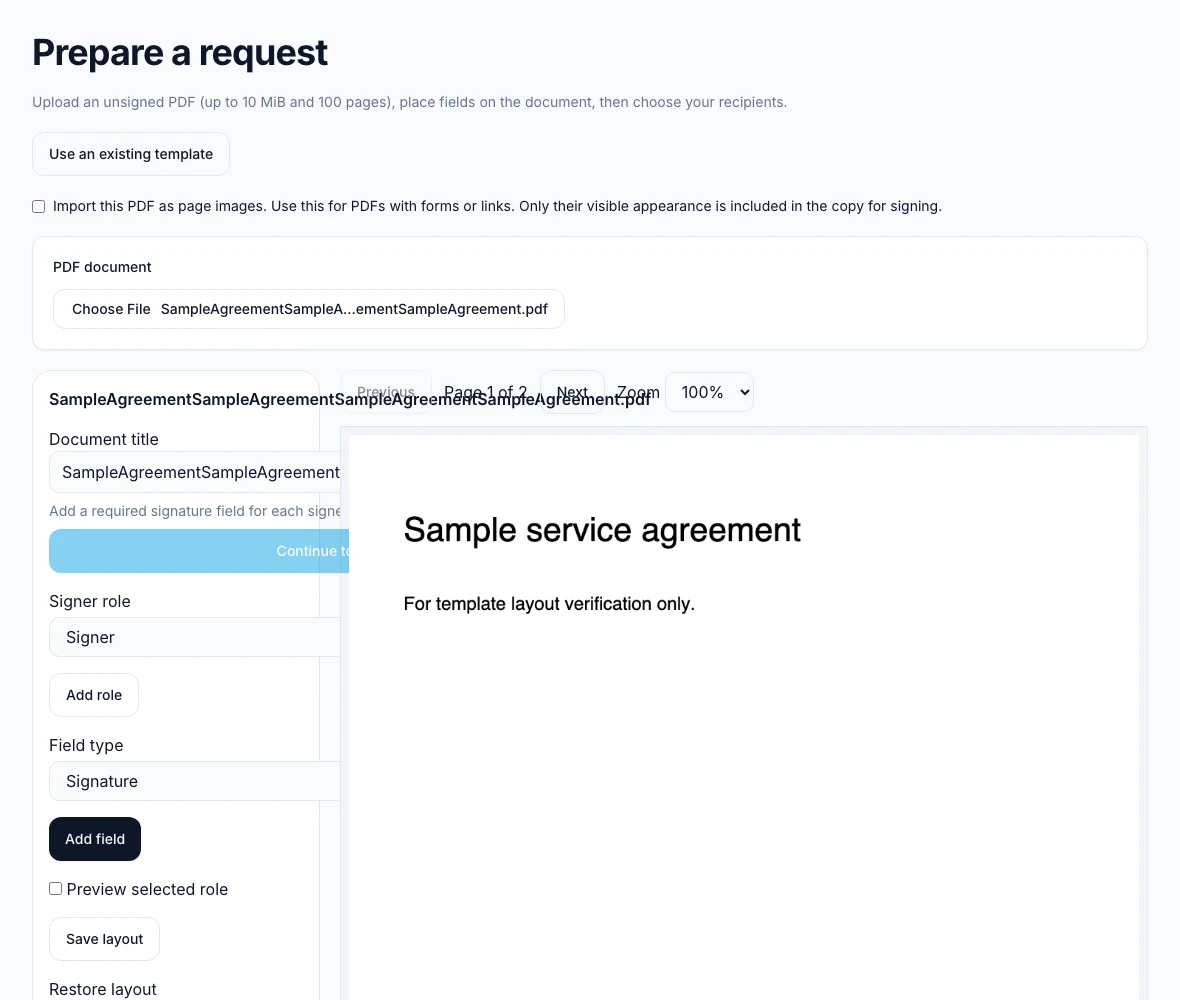 Prepare a request
Upload an unsigned PDF (up to 10 MiB and 100 pages), place fields on the document, then choose your recipients.
Use an existing template
Import this PDF as page images. Use this for PDFs with forms or links. Only their visible appearance is included in the copy for signing.
PDF document
Choose File SampleAgreementSampleA...ementSampleAgreement.pdf
Previous Page 1 of 2 Next Zoom 100%
SampleAgreementSampleAgreementSampleAgreementSampleAgreement.pdf
Document title
SampleAgreementSampleAgreement
Add a required signature field for each signe
Continue to
Sample service agreement
For template layout verification only.
Signer role
Signer
Add role
Field type
Signature
Add field
Preview selected role
Save layout
Restore layout